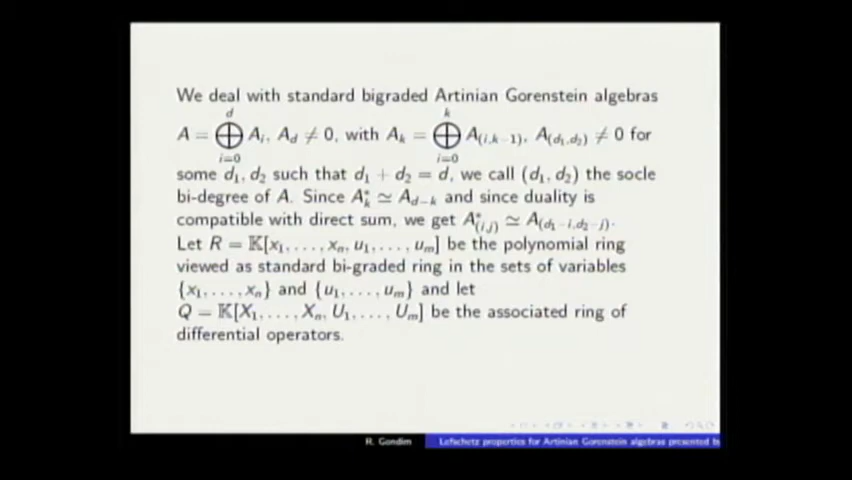 We deal with standard bigraded Artinian Gorenstein algebras
A = ⊕_{i=0}^{d} A_i, A_d ≠ 0, with A_k = ⊕_{i=0}^{k} A_{(i,k−1)}, A_{(d_1,d_2)} ≠ 0 for
some d_1, d_2 such that d_1 + d_2 = d, we call (d_1, d_2) the socle
bi-degree of A. Since A_k^* ≃ A_{d−k} and since duality is
compatible with direct sum, we get A_{(i,j)}^* ≃ A_{(d_1−i,d_2−j)}.
Let R = 𝕂[x_1, . . . , x_n, u_1, . . . , u_m] be the polynomial ring
viewed as standard bi-graded ring in the sets of variables
{x_1, . . . , x_n} and {u_1, . . . , u_m} and let
Q = 𝕂[X_1, . . . , X_n, U_1, . . . , U_m] be the associated ring of
differential operators.
R. Gondim Lefschetz properties for Artinian Gorenstein algebras presented b